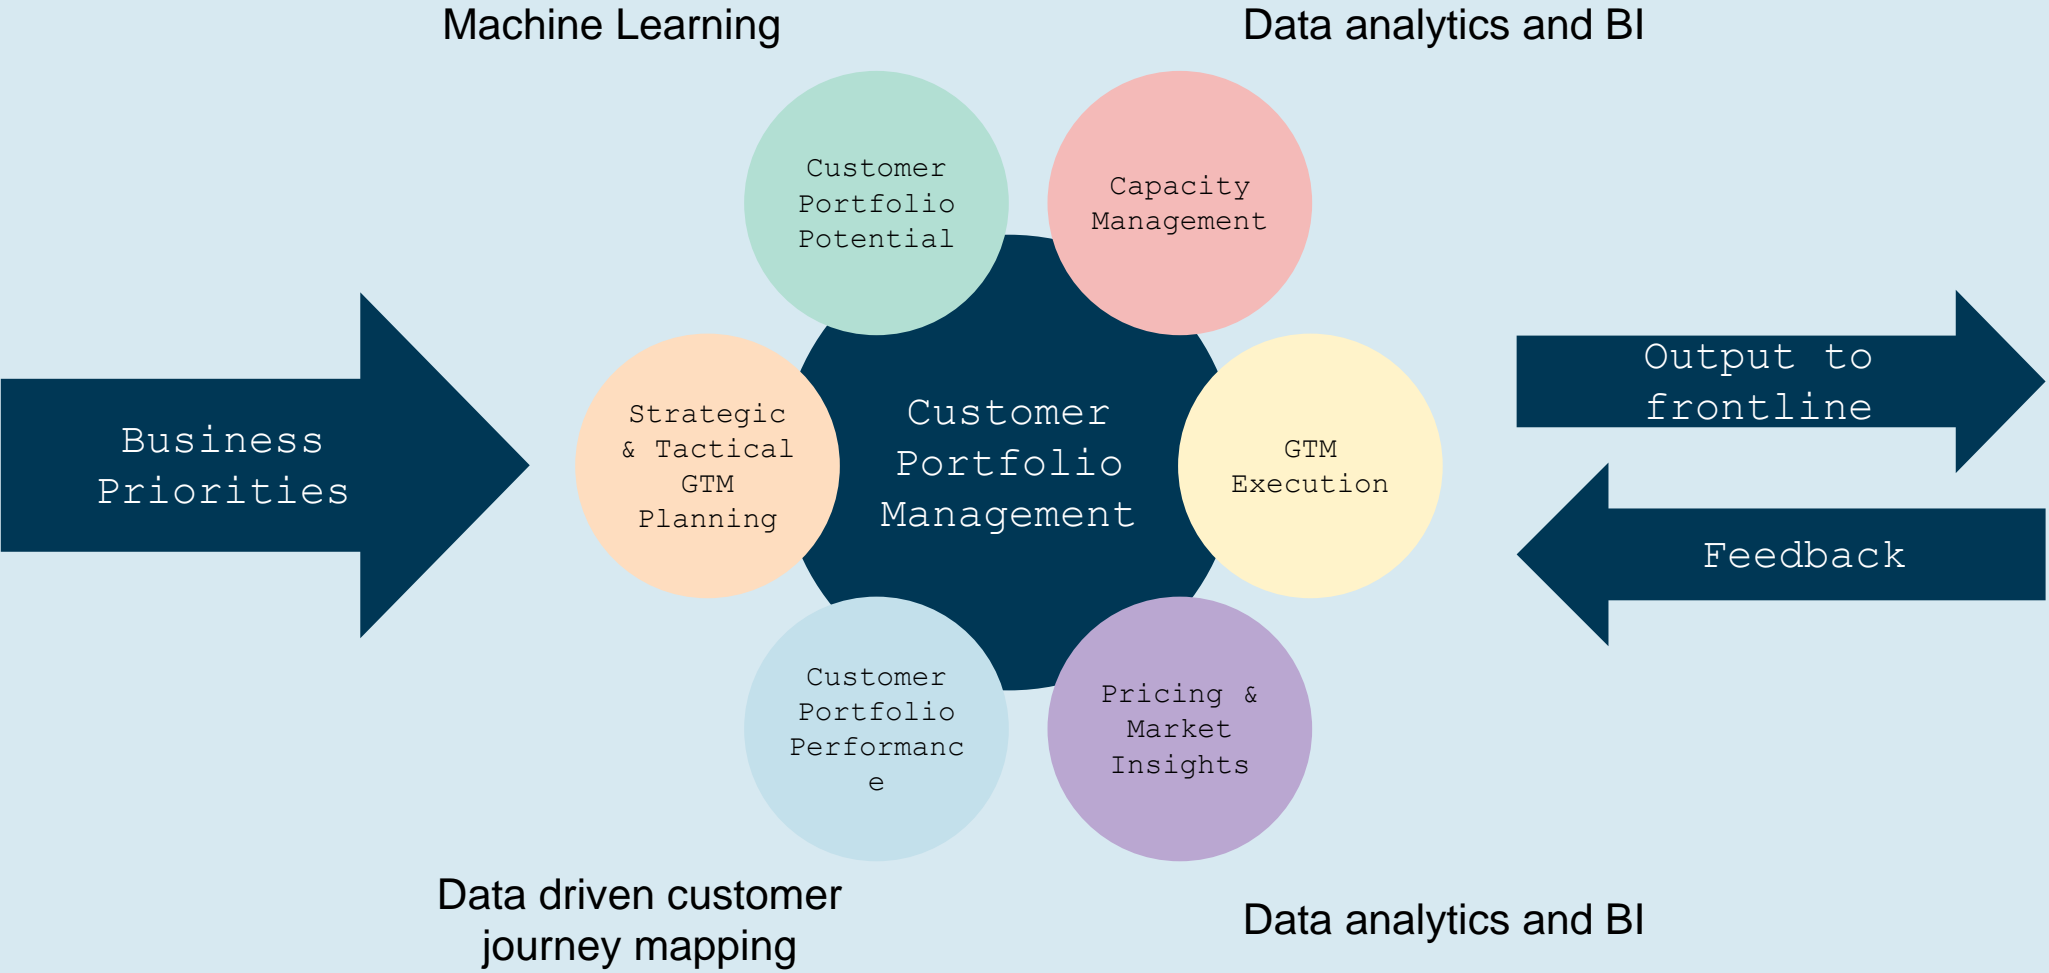 Machine Learning
Data analytics and BI
Customer
Portfolio
Potential
Capacity
Management
Business
Priorities
Strategic
& Tactical
GTM
Planning
Customer
Portfolio
Management
GTM
Execution
Output to
frontline
Feedback
Customer
Portfolio
Performanc
e
Pricing &
Market
Insights
Data driven customer
journey mapping
Data analytics and BI